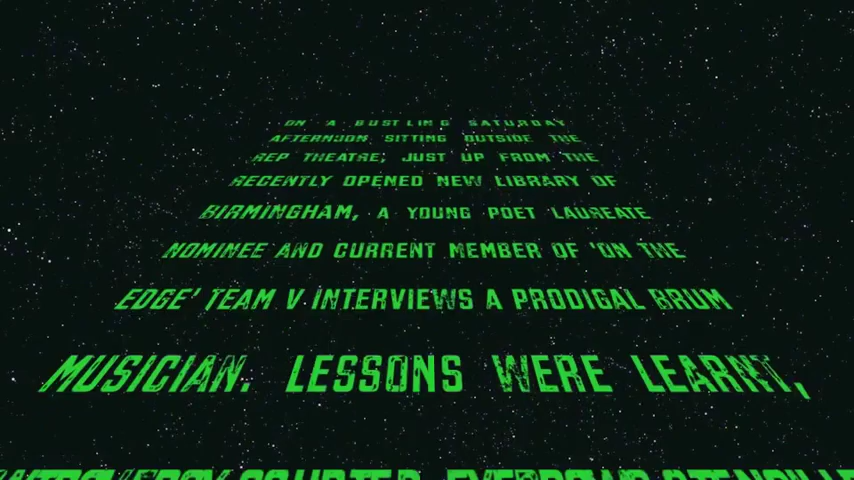 ON A BUSTLING SATURDAY
AFTERNOON SITTING OUTSIDE THE
REP THEATRE, JUST UP FROM THE
RECENTLY OPENED NEW LIBRARY OF
BIRMINGHAM, A YOUNG POET LAUREATE
NOMINEE AND CURRENT MEMBER OF 'ON THE
EDGE' TEAM V INTERVIEWS A PRODIGAL BRUM
MUSICIAN. LESSONS WERE LEARNT,